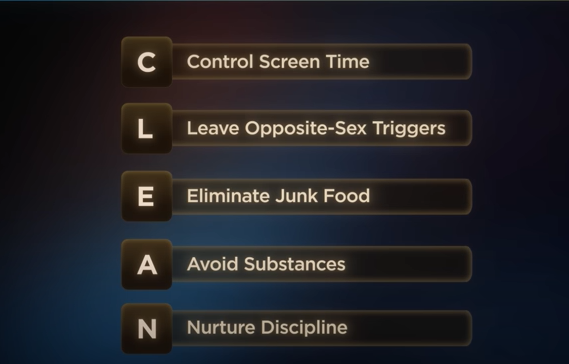 C Control Screen Time
L Leave Opposite-Sex Triggers
E Eliminate Junk Food
A Avoid Substances
N Nurture Discipline